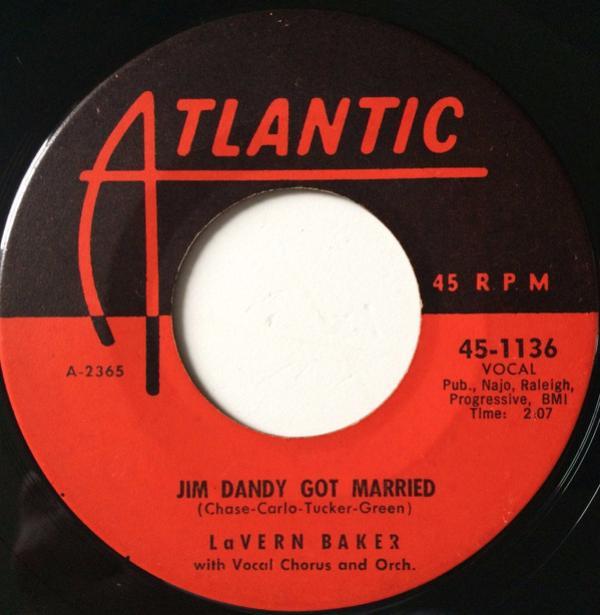 ATLANTIC
45 RPM
A-2365
45-1136
VOCAL
Pub., Najo, Raleigh,
Progressive, BMI
Time: 2:07
JIM DANDY GOT MARRIED
(Chase-Carlo-Tucker-Green)
LaVERN BAKER
with Vocal Chorus and Orch.